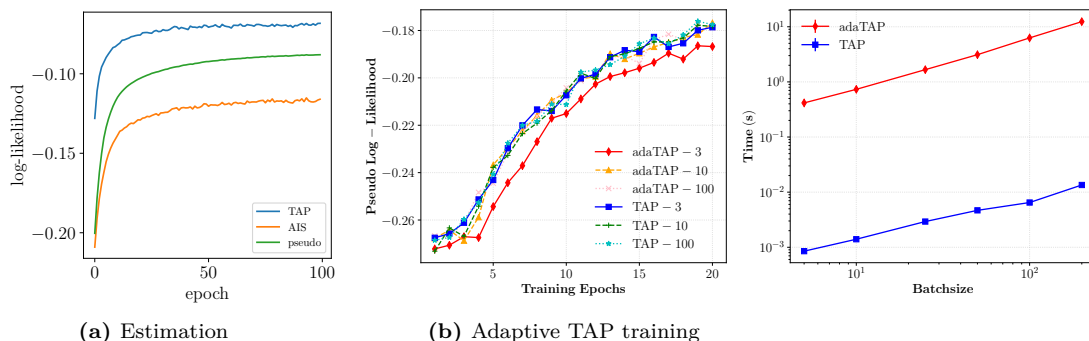 log-likelihood
−0.10
−0.15
−0.20
TAP
AIS
pseudo
0
50
100
epoch
Pseudo Log − Likelihood
−0.18
−0.20
−0.22
−0.24
−0.26
adaTAP − 3
adaTAP − 10
adaTAP − 100
TAP − 3
TAP − 10
TAP − 100
5
10
15
20
Training Epochs
Time (s)
adaTAP
TAP
10¹
10⁰
10⁻¹
10⁻²
10⁻³
10¹
10²
Batchsize
(a) Estimation
(b) Adaptive TAP training